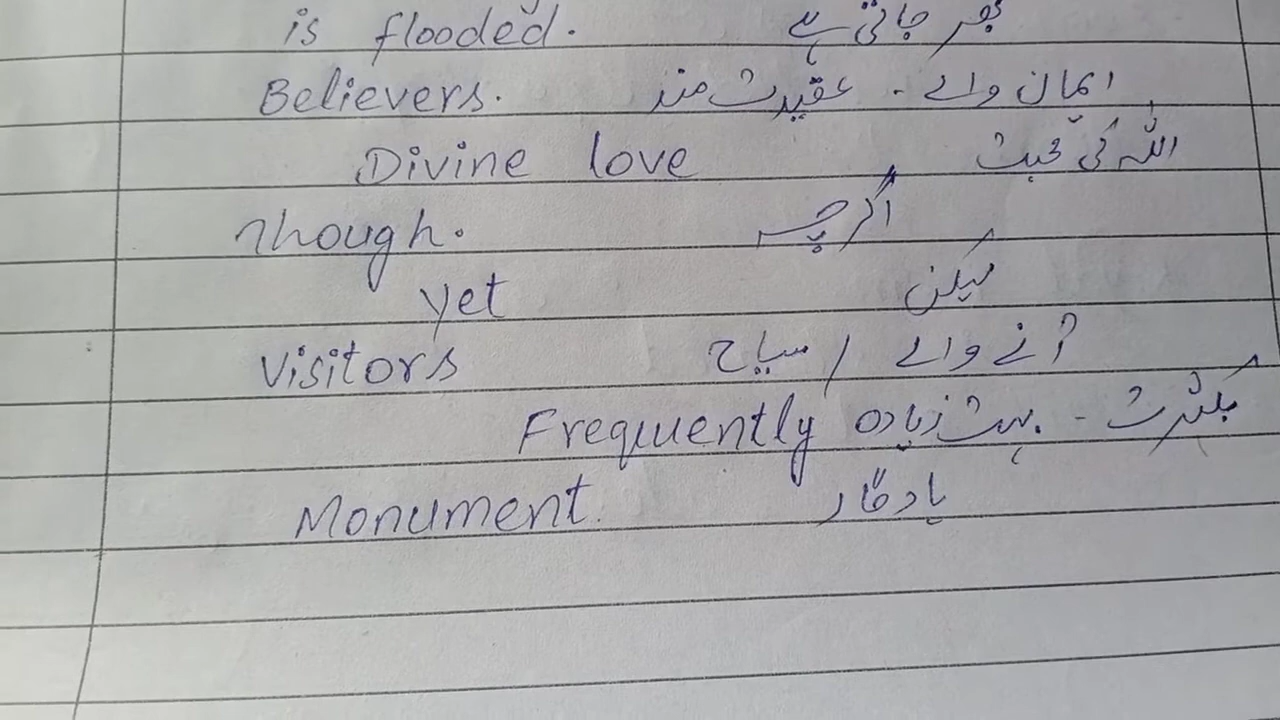 is flooded. بھر جاتی ہے
Believers. ایمان والے - عقیدت مند
Divine love اللہ کی محبت
Though. اگرچہ
yet لیکن
Visitors آنے والے / سیاح
Frequently بکثرت - بہت زیادہ
Monument. یادگار